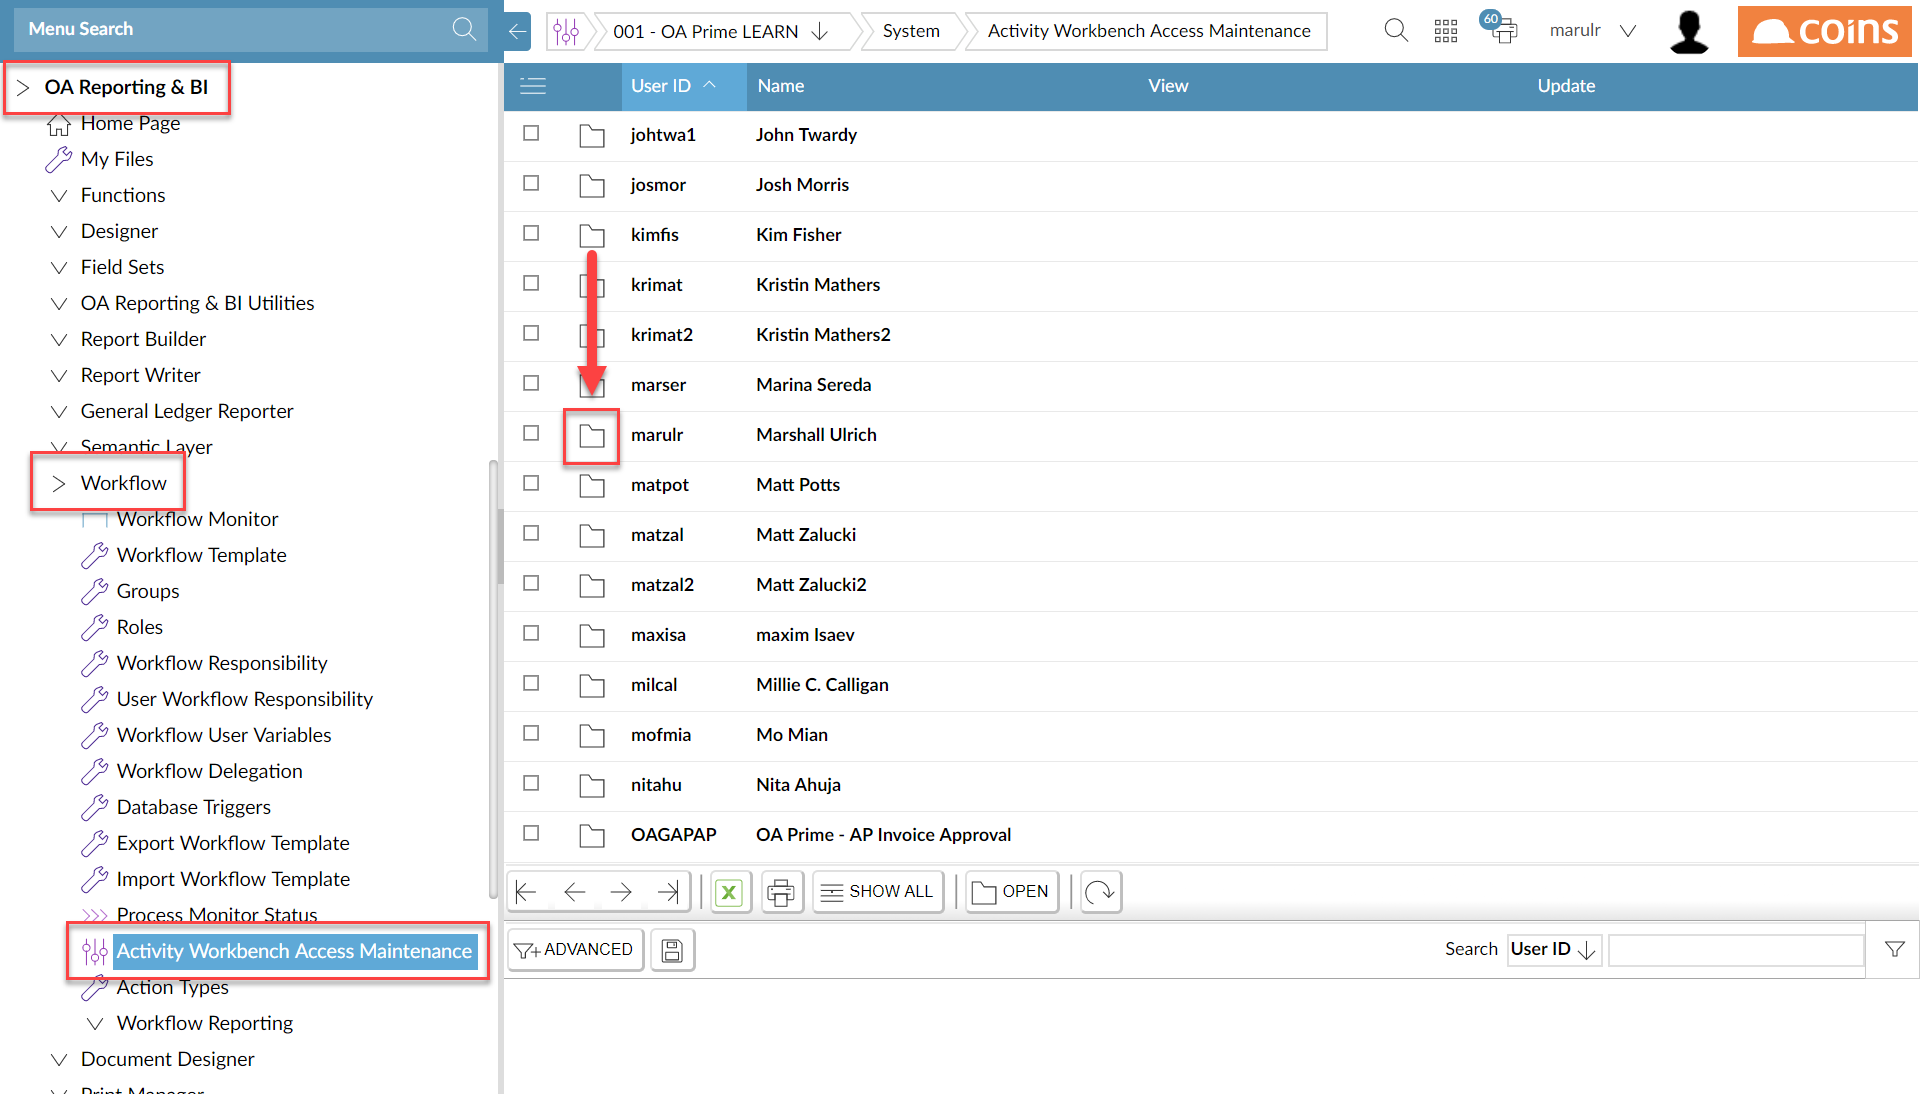 Menu Search
OA Reporting & BI
Home Page
My Files
Functions
Designer
Field Sets
OA Reporting & BI Utilities
Report Builder
Report Writer
General Ledger Reporter
Semantic Layer
Workflow
Workflow Monitor
Workflow Template
Groups
Roles
Workflow Responsibility
User Workflow Responsibility
Workflow User Variables
Workflow Delegation
Database Triggers
Export Workflow Template
Import Workflow Template
Process Monitor Status
Activity Workbench Access Maintenance
Action Types
Workflow Reporting
Document Designer
Print Manager
001 - OA Prime LEARN System Activity Workbench Access Maintenance
60 marulr
coins
User ID Name View Update
johtwa1 John Twardy
josmor Josh Morris
kimfis Kim Fisher
krimat Kristin Mathers
krimat2 Kristin Mathers2
marser Marina Sereda
marulr Marshall Ulrich
matpot Matt Potts
matzal Matt Zalucki
matzal2 Matt Zalucki2
maxisa maxim Isaev
milcal Millie C. Calligan
mofmia Mo Mian
nitahu Nita Ahuja
OAGAPAP OA Prime - AP Invoice Approval
X SHOW ALL OPEN
ADVANCED Search User ID